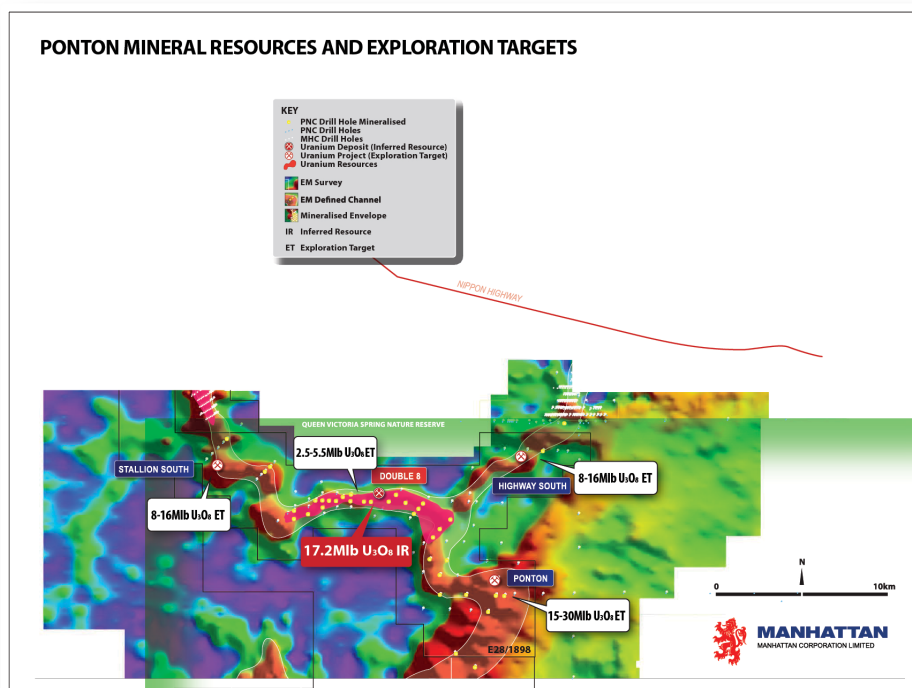 PONTON MINERAL RESOURCES AND EXPLORATION TARGETS
KEY
PNC Drill Hole Mineralised
PNC Drill Holes
MHC Drill Holes
Uranium Deposit (Inferred Resource)
Uranium Project (Exploration Target)
Uranium Resources
EM Survey
EM Defined Channel
Mineralised Envelope
IR Inferred Resource
ET Exploration Target
NIPPON HIGHWAY
QUEEN VICTORIA SPRING NATURE RESERVE
2.5-5.5Mlb U₃O₈ ET
STALLION SOUTH
DOUBLE 8
HIGHWAY SOUTH
8-16Mlb U₃O₈ ET
8-16Mlb U₃O₈ ET
17.2Mlb U₃O₈ IR
PONTON
15-30Mlb U₃O₈ ET
E28/1898
N
0 10km
MANHATTAN
MANHATTAN CORPORATION LIMITED